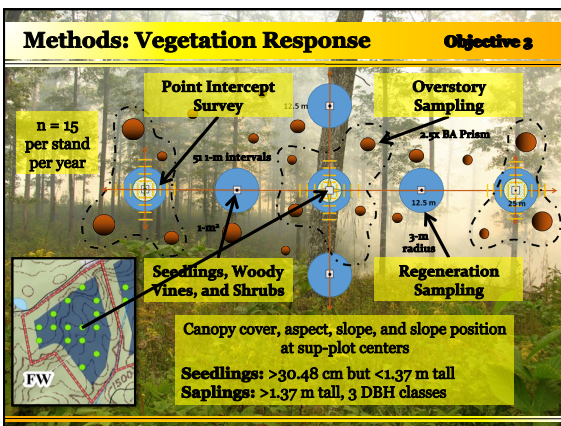 Methods: Vegetation Response
Objective 3
Point Intercept
Survey
12.5 m
Overstory
Sampling
2.5x BA Prism
n = 15
per stand
per year
51 1-m intervals
12.5 m
25 m
1-m²
3-m
radius
Seedlings, Woody
Vines, and Shrubs
Regeneration
Sampling
FW
1500
Canopy cover, aspect, slope, and slope position
at sup-plot centers
Seedlings: >30.48 cm but <1.37 m tall
Saplings: >1.37 m tall, 3 DBH classes